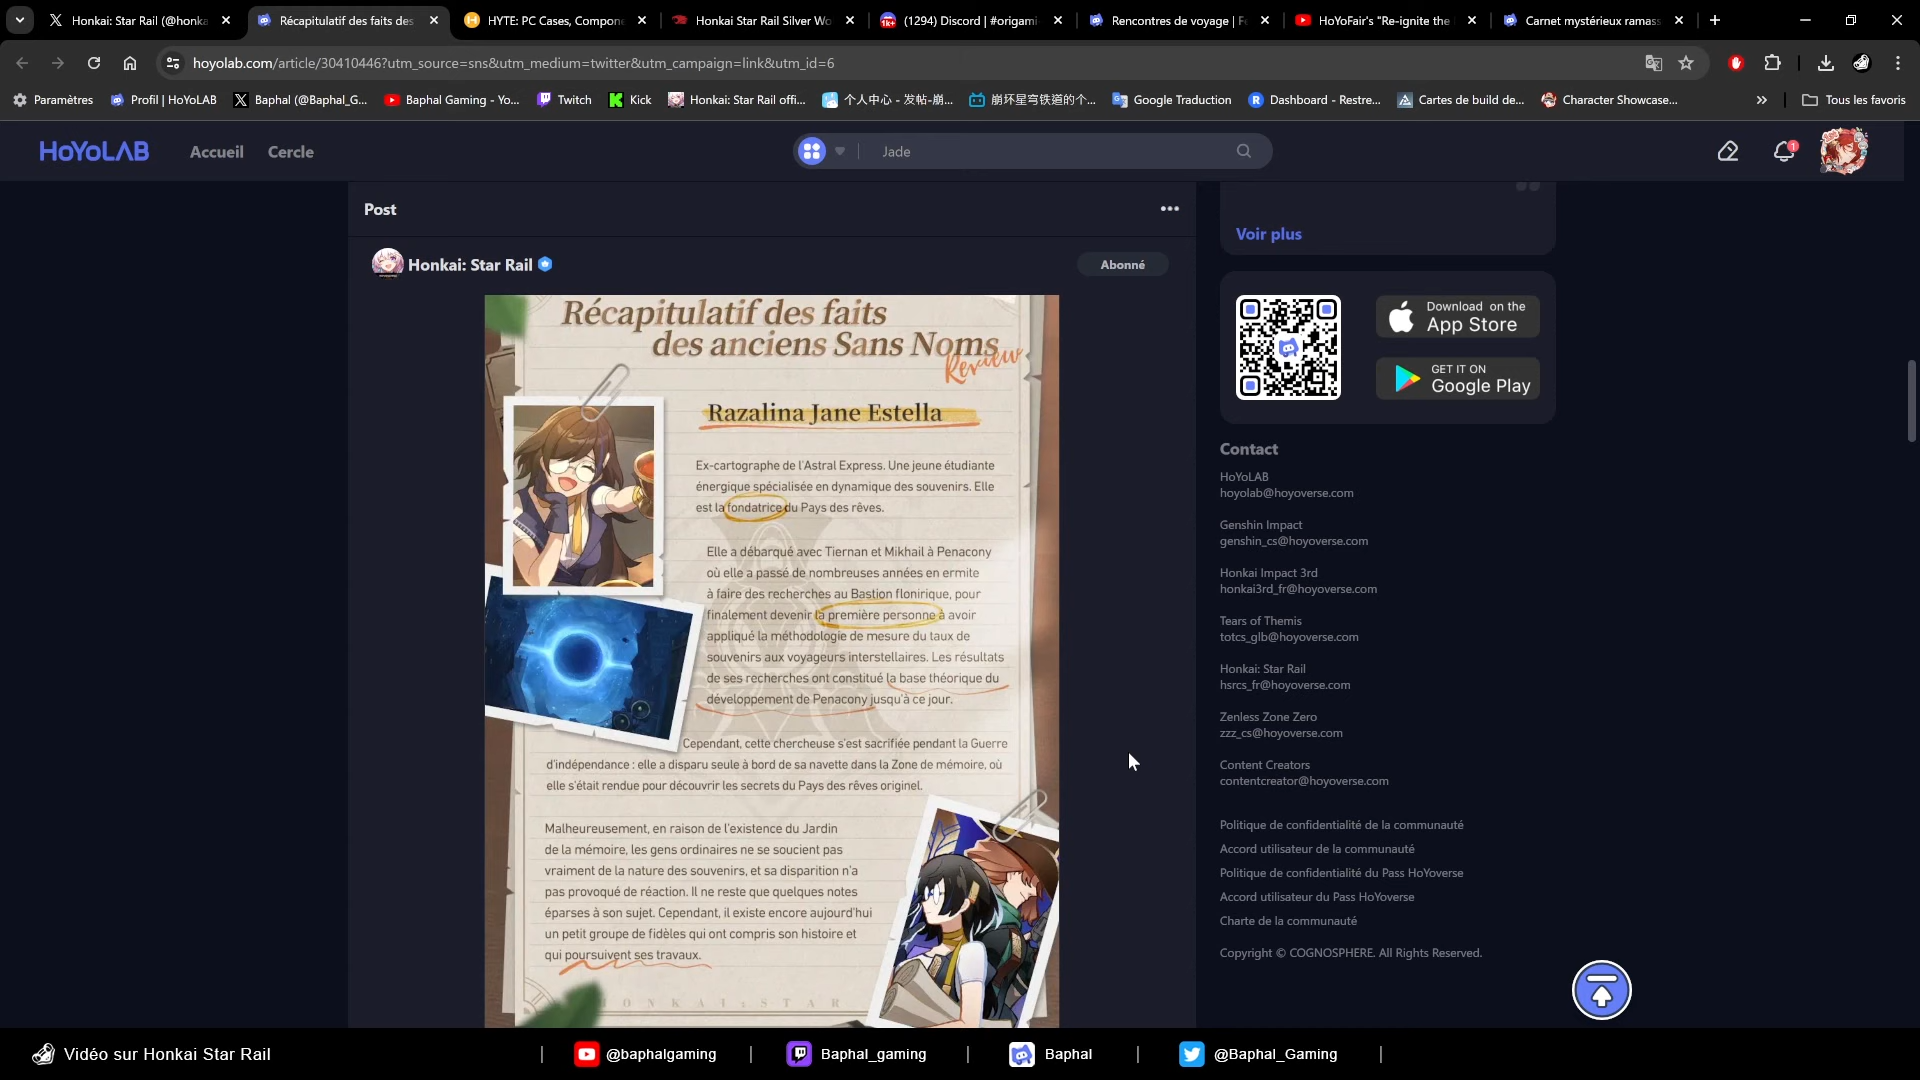 Honkai: Star Rail (@honka
Récapitulatif des faits des
HYTE: PC Cases, Compone
Honkai Star Rail Silver Wo
(1294) Discord | #origami
Rencontres de voyage | Fe
HoYoFair's "Re-ignite the
Carnet mystérieux ramass
hoyolab.com/article/30410446?utm_source=sns&utm_medium=twitter&utm_campaign=link&utm_id=6
Paramètres
Profil | HoYoLAB
Baphal (@Baphal_G...
Baphal Gaming - Yo...
Twitch
Kick
Honkai: Star Rail offi...
个人中心 - 发帖-崩...
崩坏星穹铁道的个...
Google Traduction
Dashboard - Restre...
Cartes de build de...
Character Showcase...
Tous les favoris
HoYoLAB
Accueil
Cercle
Jade
1
Post
Honkai: Star Rail
Abonné
Récapitulatif des faits
des anciens Sans Noms
Review
Razalina Jane Estella
Ex-cartographe de l'Astral Express. Une jeune étudiante
énergique spécialisée en dynamique des souvenirs. Elle
est la fondatrice du Pays des rêves.
Elle a débarqué avec Tiernan et Mikhail à Penacony
où elle a passé de nombreuses années en ermite
à faire des recherches au Bastion flonirique, pour
finalement devenir la première personne à avoir
appliqué la méthodologie de mesure du taux de
souvenirs aux voyageurs interstellaires. Les résultats
de ses recherches ont constitué la base théorique du
développement de Penacony jusqu'à ce jour.
Cependant, cette chercheuse s'est sacrifiée pendant la Guerre
d'indépendance : elle a disparu seule à bord de sa navette dans la Zone de mémoire, où
elle s'était rendue pour découvrir les secrets du Pays des rêves originel.
Malheureusement, en raison de l'existence du Jardin
de la mémoire, les gens ordinaires ne se soucient pas
vraiment de la nature des souvenirs, et sa disparition n'a
pas provoqué de réaction. Il ne reste que quelques notes
éparses à son sujet. Cependant, il existe encore aujourd'hui
un petit groupe de fidèles qui ont compris son histoire et
qui poursuivent ses travaux.
HONKAI: STAR
Voir plus
Download on the
App Store
GET IT ON
Google Play
Contact
HoYoLAB
hoyolab@hoyoverse.com
Genshin Impact
genshin_cs@hoyoverse.com
Honkai Impact 3rd
honkai3rd_fr@hoyoverse.com
Tears of Themis
totcs_glb@hoyoverse.com
Honkai: Star Rail
hsrcs_fr@hoyoverse.com
Zenless Zone Zero
zzz_cs@hoyoverse.com
Content Creators
contentcreator@hoyoverse.com
Politique de confidentialité de la communauté
Accord utilisateur de la communauté
Politique de confidentialité du Pass HoYoverse
Accord utilisateur du Pass HoYoverse
Charte de la communauté
Copyright © COGNOSPHERE. All Rights Reserved.
Vidéo sur Honkai Star Rail
@baphalgaming
Baphal_gaming
Baphal
@Baphal_Gaming